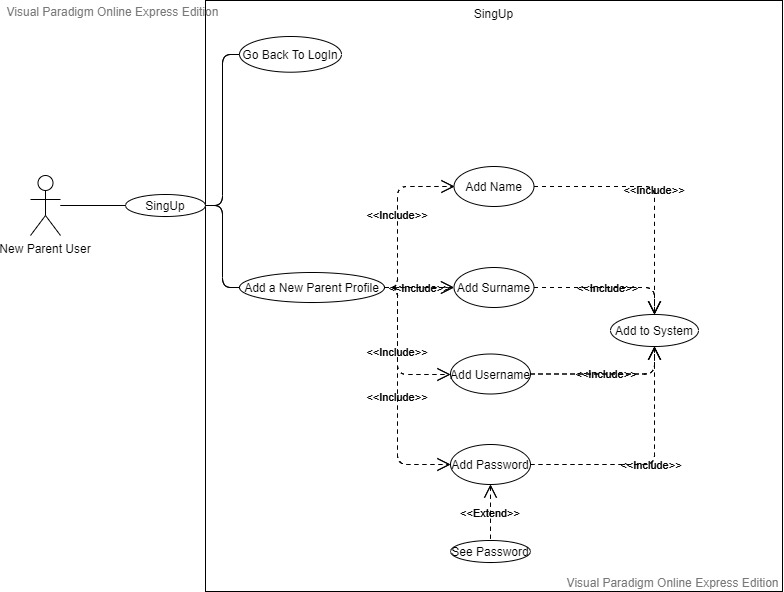 Visual Paradigm Online Express Edition
SingUp
Go Back To LogIn
Add Name
<<Include>>
SingUp
<<Include>>
New Parent User
Add a New Parent Profile
<<Include>>
Add Surname
<<Include>>
Add to System
<<Include>>
Add Username
<<Include>>
<<Include>>
Add Password
<<Include>>
<<Extend>>
See Password
Visual Paradigm Online Express Edition